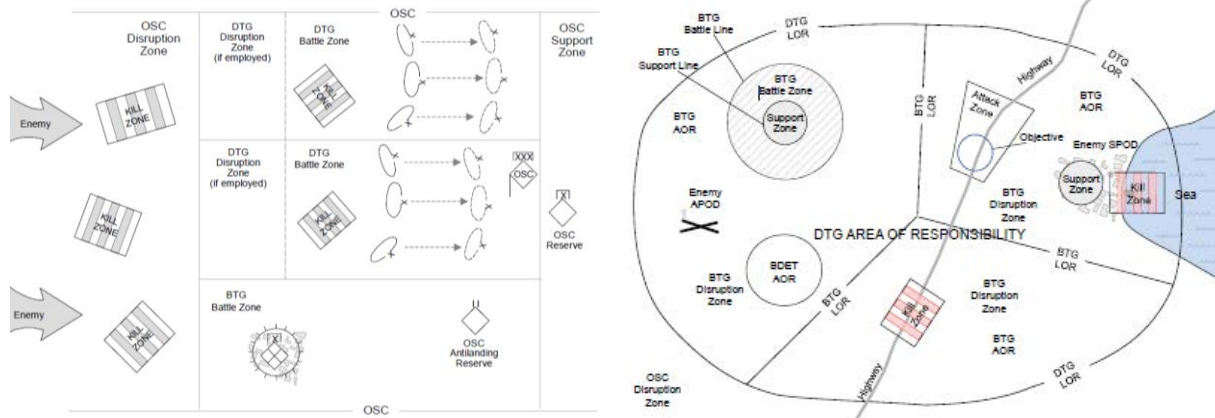 OSC
OSC
Disruption
Zone
DTG
Disruption
Zone
(if employed)
DTG
Battle Zone
OSC
Support
Zone
KILL
ZONE
KILL
ZONE
Enemy
DTG
Disruption
Zone
(if employed)
DTG
Battle Zone
XXX
OSC
X
OSC
Reserve
KILL
ZONE
KILL
ZONE
Enemy
KILL
ZONE
BTG
Battle Zone
X
II
OSC
Antilanding
Reserve
OSC
BTG
Battle Line
DTG
LOR
BTG
Support Line
BTG
Battle Zone
Support
Zone
BTG
AOR
BTG
LOR
Highway
DTG
LOR
Attack
Zone
BTG
AOR
Objective
Enemy SPOD
Support
Zone
Kill
Zone
Sea
Enemy
APOD
BTG
Disruption
Zone
DTG AREA OF RESPONSIBILITY
BTG
LOR
BDET
AOR
BTG
Disruption
Zone
BTG
LOR
Kill
Zone
BTG
Disruption
Zone
BTG
AOR
DTG
LOR
Highway
OSC
Disruption
Zone